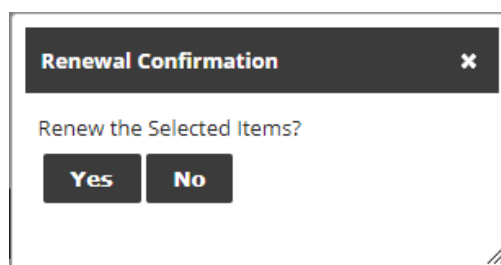 Renewal Confirmation
Renew the Selected Items?
Yes No